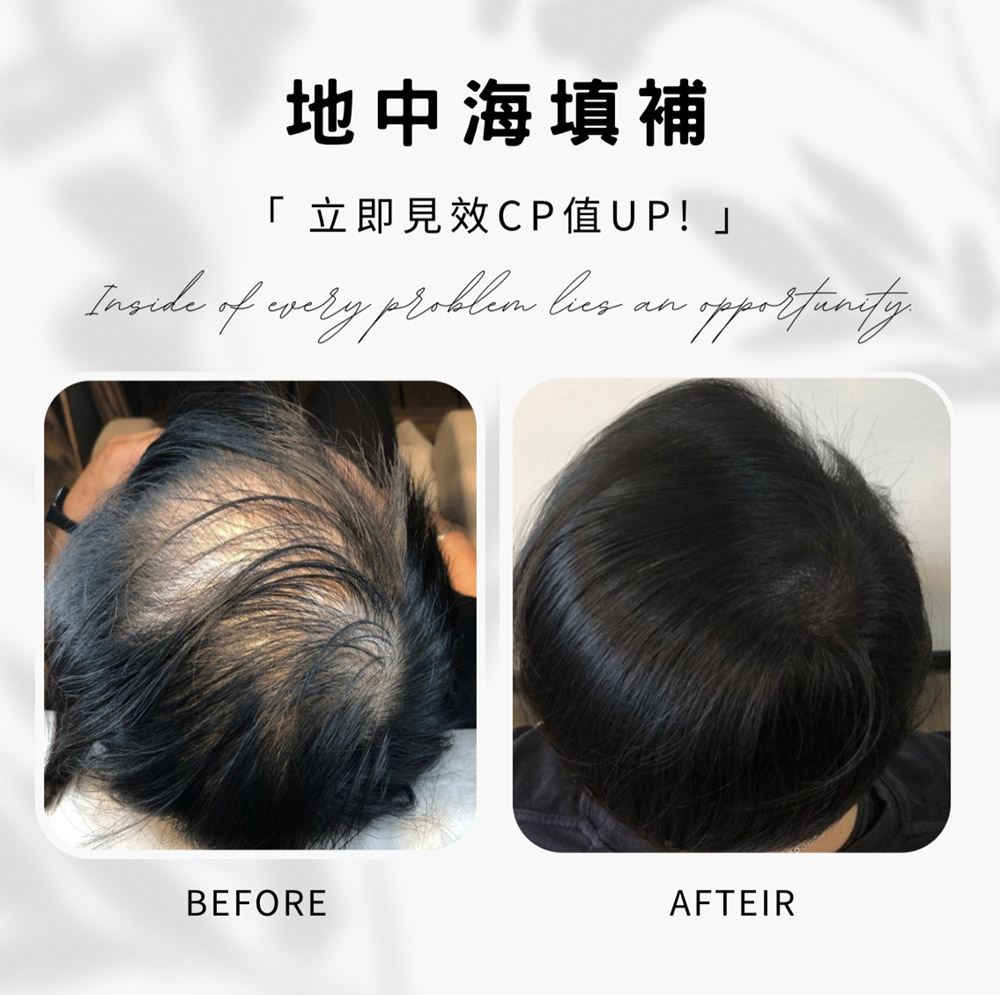 地中海填補
「 立即見效CP值UP! 」
Inside of every problem lies an opportunity.
BEFORE
AFTEIR